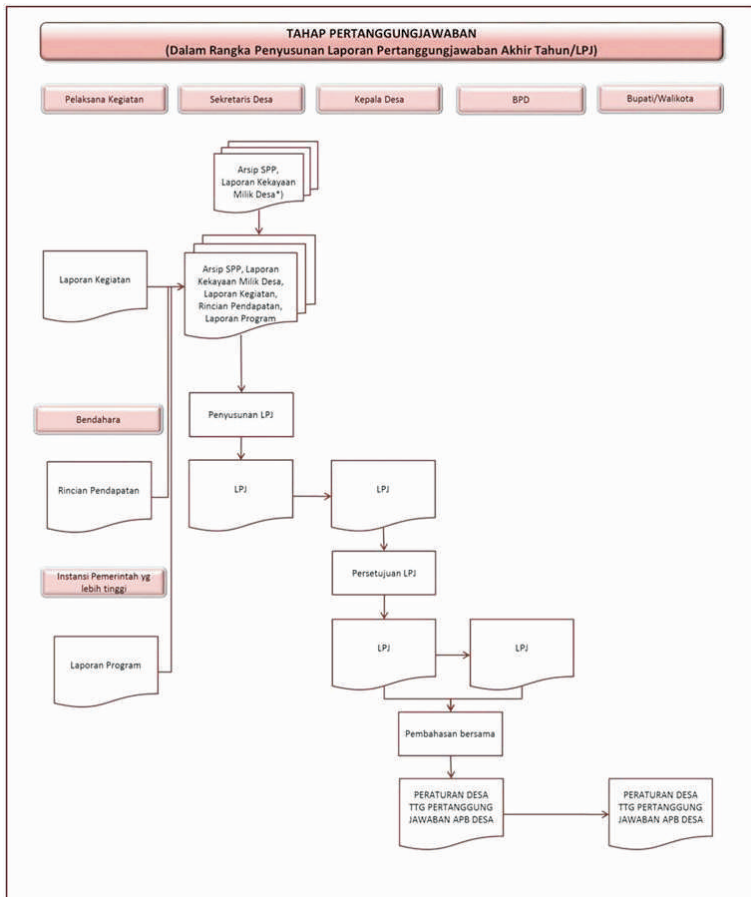 TAHAP PERTANGGUNGJAWABAN
(Dalam Rangka Penyusunan Laporan Pertanggungjawaban Akhir Tahun/LPJ)
Pelaksana Kegiatan
Sekretaris Desa
Kepala Desa
BPD
Bupati/Walikota
Arsip SPP,
Laporan Kekayaan
Milik Desa*)
Laporan Kegiatan
Arsip SPP, Laporan
Kekayaan Milik Desa,
Laporan Kegiatan,
Rincian Pendapatan,
Laporan Program
Penyusunan LPJ
Bendahara
Rincian Pendapatan
LPJ
LPJ
Persetujuan LPJ
Instansi Pemerintah yg
lebih tinggi
Laporan Program
LPJ
LPJ
Pembahasan bersama
PERATURAN DESA
TTG PERTANGGUNG
JAWABAN APB DESA
PERATURAN DESA
TTG PERTANGGUNG
JAWABAN APB DESA